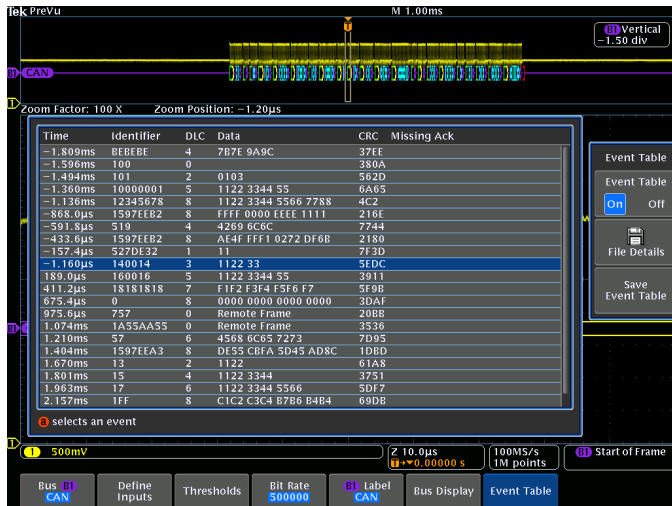 Tek PreVu M 1.00ms
T
B1 Vertical
-1.50 div
B1 CAN
1
Zoom Factor: 100 X Zoom Position: -1.20µs
Time Identifier DLC Data CRC Missing Ack
-1.809ms BEBEBE 4 7B7E 9A9C 37EE
-1.596ms 100 0 380A
-1.494ms 101 2 0103 562D
-1.360ms 10000001 5 1122 3344 55 6A65
-1.136ms 12345678 8 1122 3344 5566 7788 4C2
-868.0µs 1597EEB2 8 FFFF 0000 EEEE 1111 216E
-591.8µs 519 4 4269 6C6C 7744
-433.6µs 1597EEB2 8 AE4F FFF1 0272 DF6B 2180
-157.4µs 527DE32 1 11 7F3D
-1.160µs 140014 3 1122 33 5EDC
189.0µs 160016 5 1122 3344 55 3911
411.2µs 18181818 7 F1F2 F3F4 F5F6 F7 5F9B
675.4µs 0 8 0000 0000 0000 0000 3DAF
975.6µs 757 0 Remote Frame 20BB
1.074ms 1A55AA55 0 Remote Frame 3536
1.210ms 57 6 4568 6C65 7273 7D95
1.404ms 1597EEA3 8 DE55 CBFA 5D45 AD8C 1DBD
1.670ms 13 2 1122 61A8
1.801ms 15 4 1122 3344 3751
1.963ms 17 6 1122 3344 5566 5DF7
2.157ms 1FF 8 C1C2 C3C4 B7B6 B4B4 69DB
a selects an event
Event Table
Event Table
On Off
File Details
Save
Event Table
B1
1
1 500mV
Z 10.0µs
T→▼0.00000 s
100MS/s
1M points
B1 Start of Frame
Bus B1
CAN
Define
Inputs
Thresholds
Bit Rate
500000
B1 Label
CAN
Bus Display
Event Table